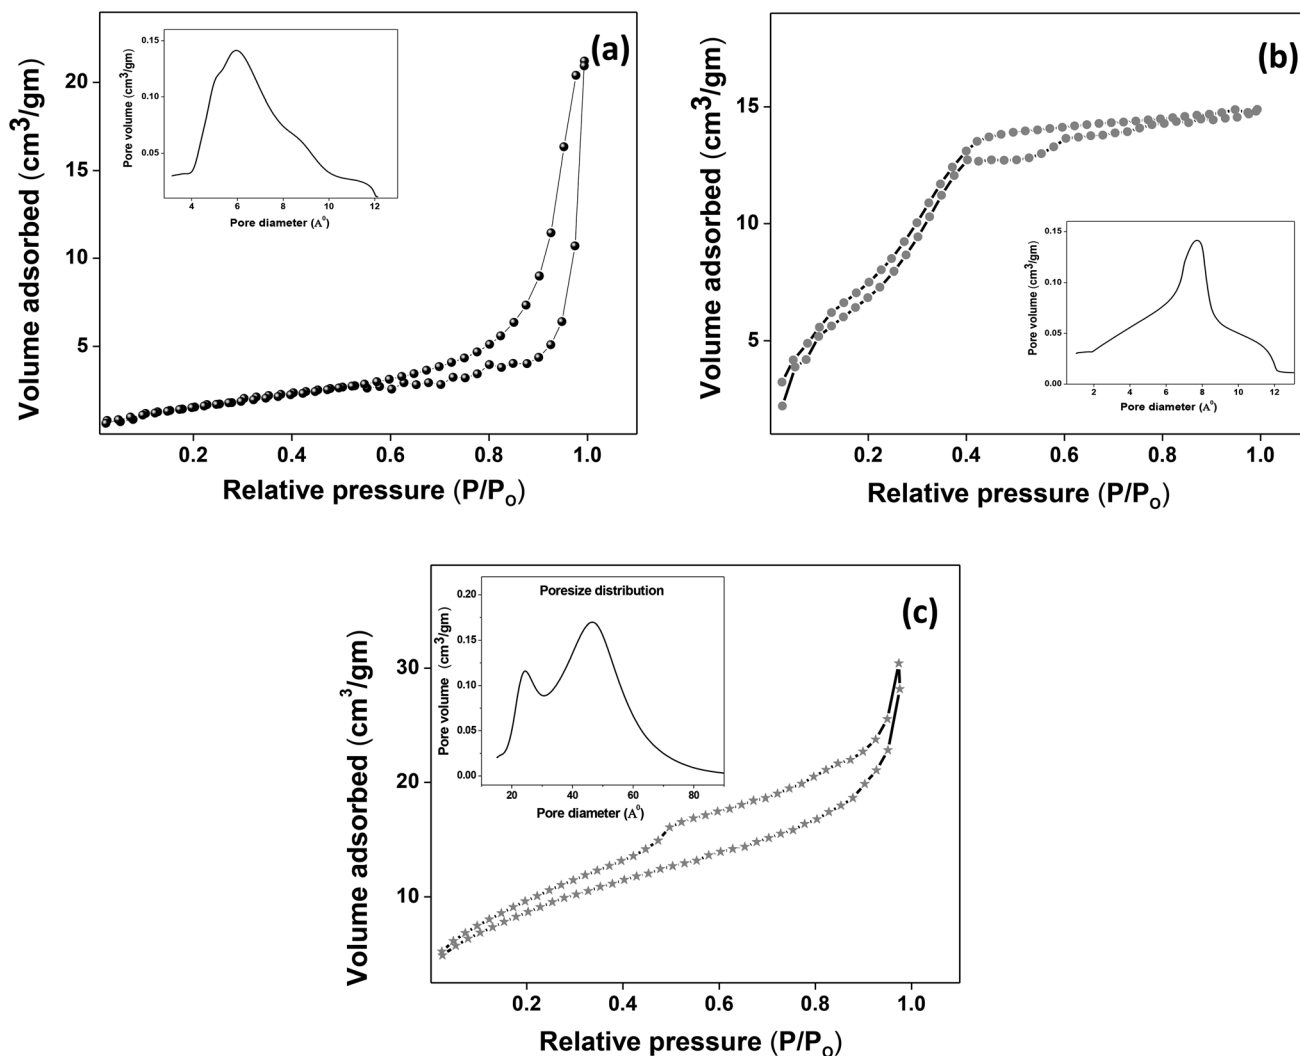 (a)
Volume adsorbed (cm³/gm)
20
15
10
5
0.2 0.4 0.6 0.8 1.0
Relative pressure (P/P₀)
Pore volume (cm³/gm)
0.15
0.10
0.05
4 6 8 10 12
Pore diameter (A⁰)
(b)
Volume adsorbed (cm³/gm)
15
10
5
0.2 0.4 0.6 0.8 1.0
Relative pressure (P/P₀)
Pore volume (cm³/gm)
0.15
0.10
0.05
0.00
2 4 6 8 10 12
Pore diameter (A⁰)
(c)
Volume adsorbed (cm³/gm)
30
20
10
0.2 0.4 0.6 0.8 1.0
Relative pressure (P/P₀)
Poresize distribution
Pore volume (cm³/gm)
0.20
0.15
0.10
0.05
0.00
20 40 60 80
Pore diameter (A⁰)